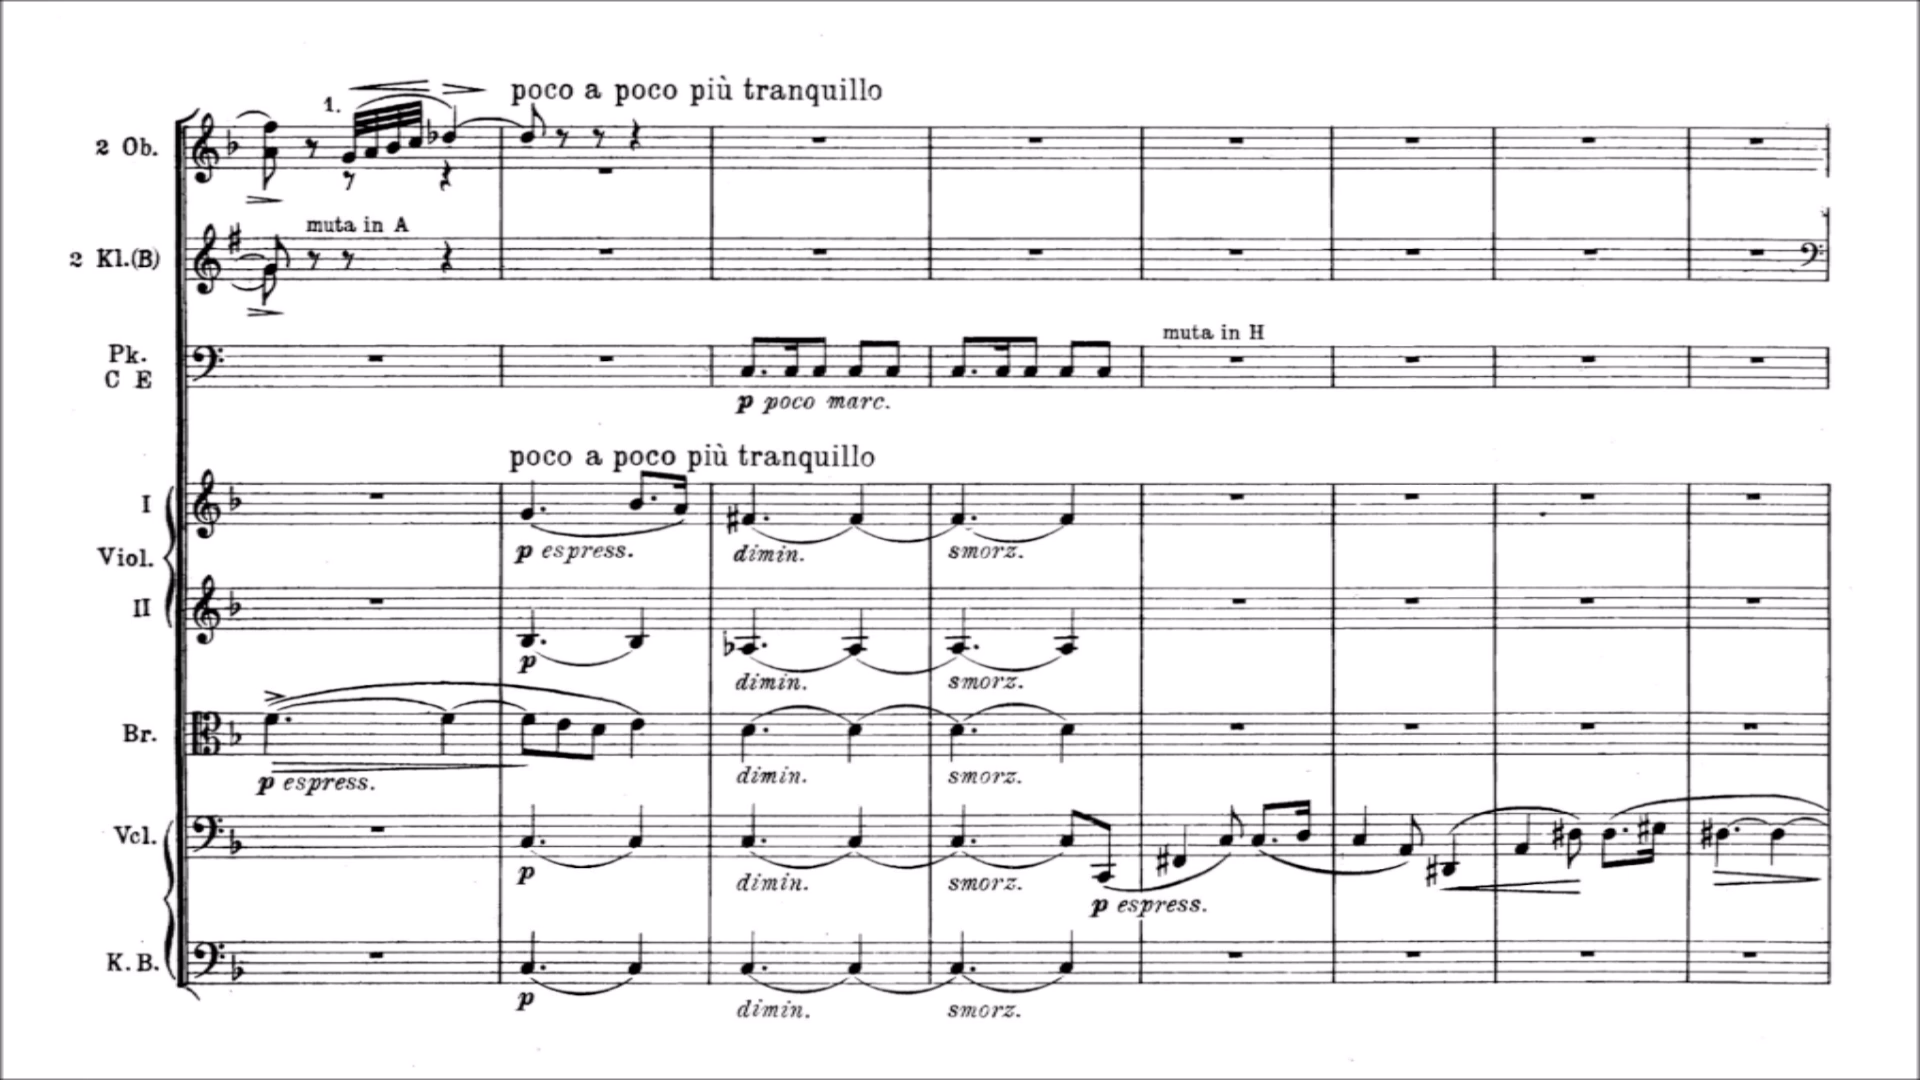 poco a poco più tranquillo
1.
2 Ob.
muta in A
2 Kl.(B)
muta in H
Pk.
C E
p poco marc.
poco a poco più tranquillo
I
p espress. dimin. smorz.
Viol.
II
p dimin. smorz.
Br.
p espress. dimin. smorz.
Vcl.
p dimin. smorz.
p espress.
K. B.
p dimin. smorz.